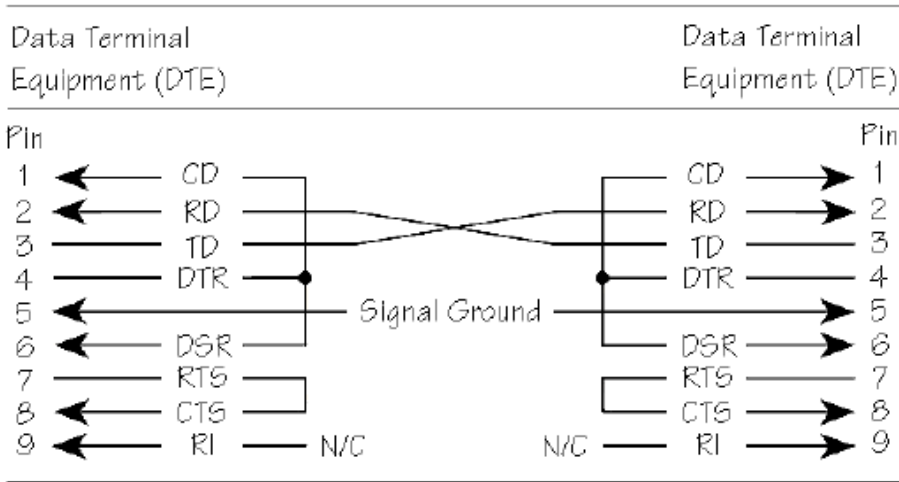 Data Terminal Equipment (DTE)
Data Terminal Equipment (DTE)
Pin Pin
1 CD CD 1
2 RD RD 2
3 TD TD 3
4 DTR DTR 4
5 Signal Ground 5
6 DSR DSR 6
7 RTS RTS 7
8 CTS CTS 8
9 RI N/C N/C RI 9